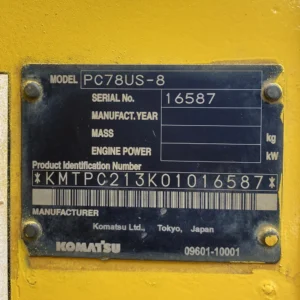 MODEL PC78US-8
SERIAL No. 16587
MANUFACT. YEAR
MASS kg
ENGINE POWER kW
Product Identification Number
*KMTPC213K01016587*
MANUFACTURER
Komatsu Ltd., Tokyo, Japan
KOMATSU 09601-10001